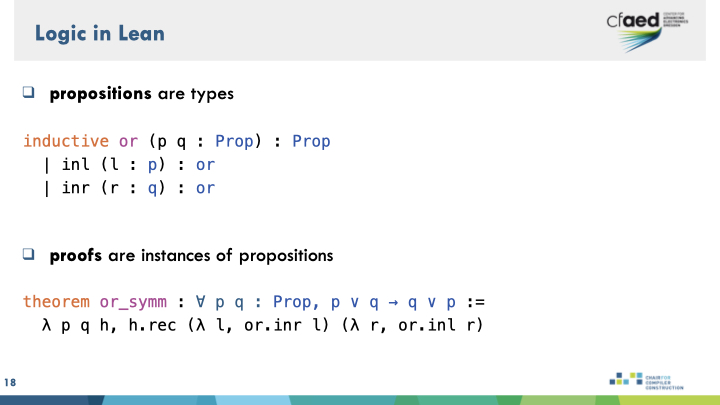 Logic in Lean
cfaed
CENTER FOR
ADVANCING
ELECTRONICS
DRESDEN
❑ propositions are types
inductive or (p q : Prop) : Prop
| inl (l : p) : or
| inr (r : q) : or
❑ proofs are instances of propositions
theorem or_symm : ∀ p q : Prop, p ∨ q → q ∨ p :=
λ p q h, h.rec (λ l, or.inr l) (λ r, or.inl r)
18
CHAIR FOR
COMPILER
CONSTRUCTION